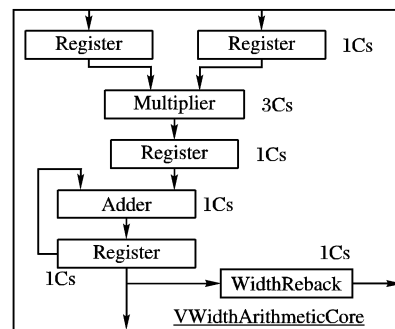 Register Register 1Cs
Multiplier 3Cs
Register 1Cs
Adder 1Cs
Register 1Cs
1Cs
WidthReback
VWidthArithmeticCore